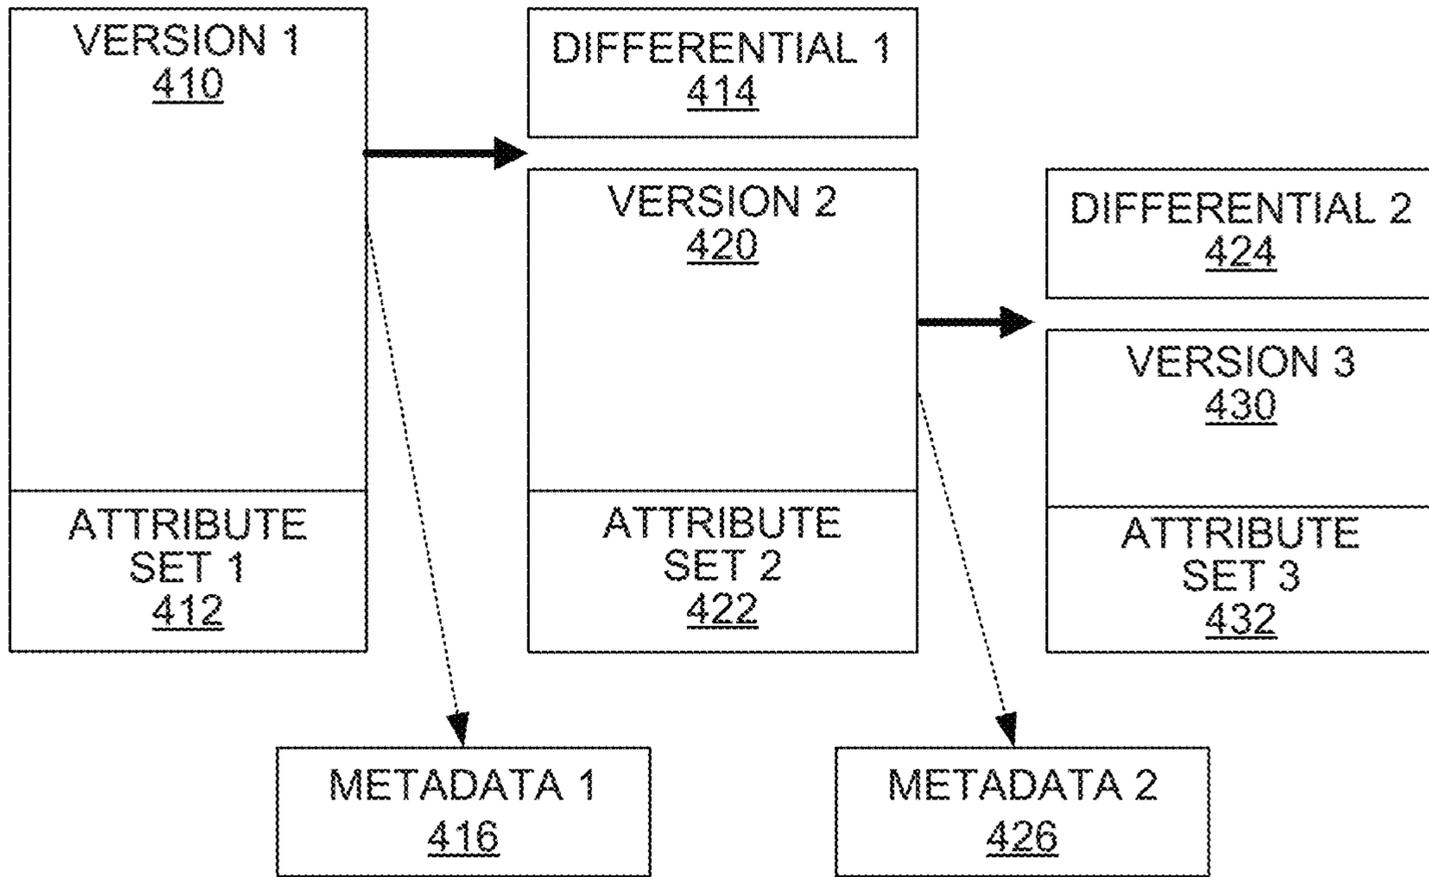 VERSION 1
410
ATTRIBUTE
SET 1
412
DIFFERENTIAL 1
414
VERSION 2
420
ATTRIBUTE
SET 2
422
DIFFERENTIAL 2
424
VERSION 3
430
ATTRIBUTE
SET 3
432
METADATA 1
416
METADATA 2
426